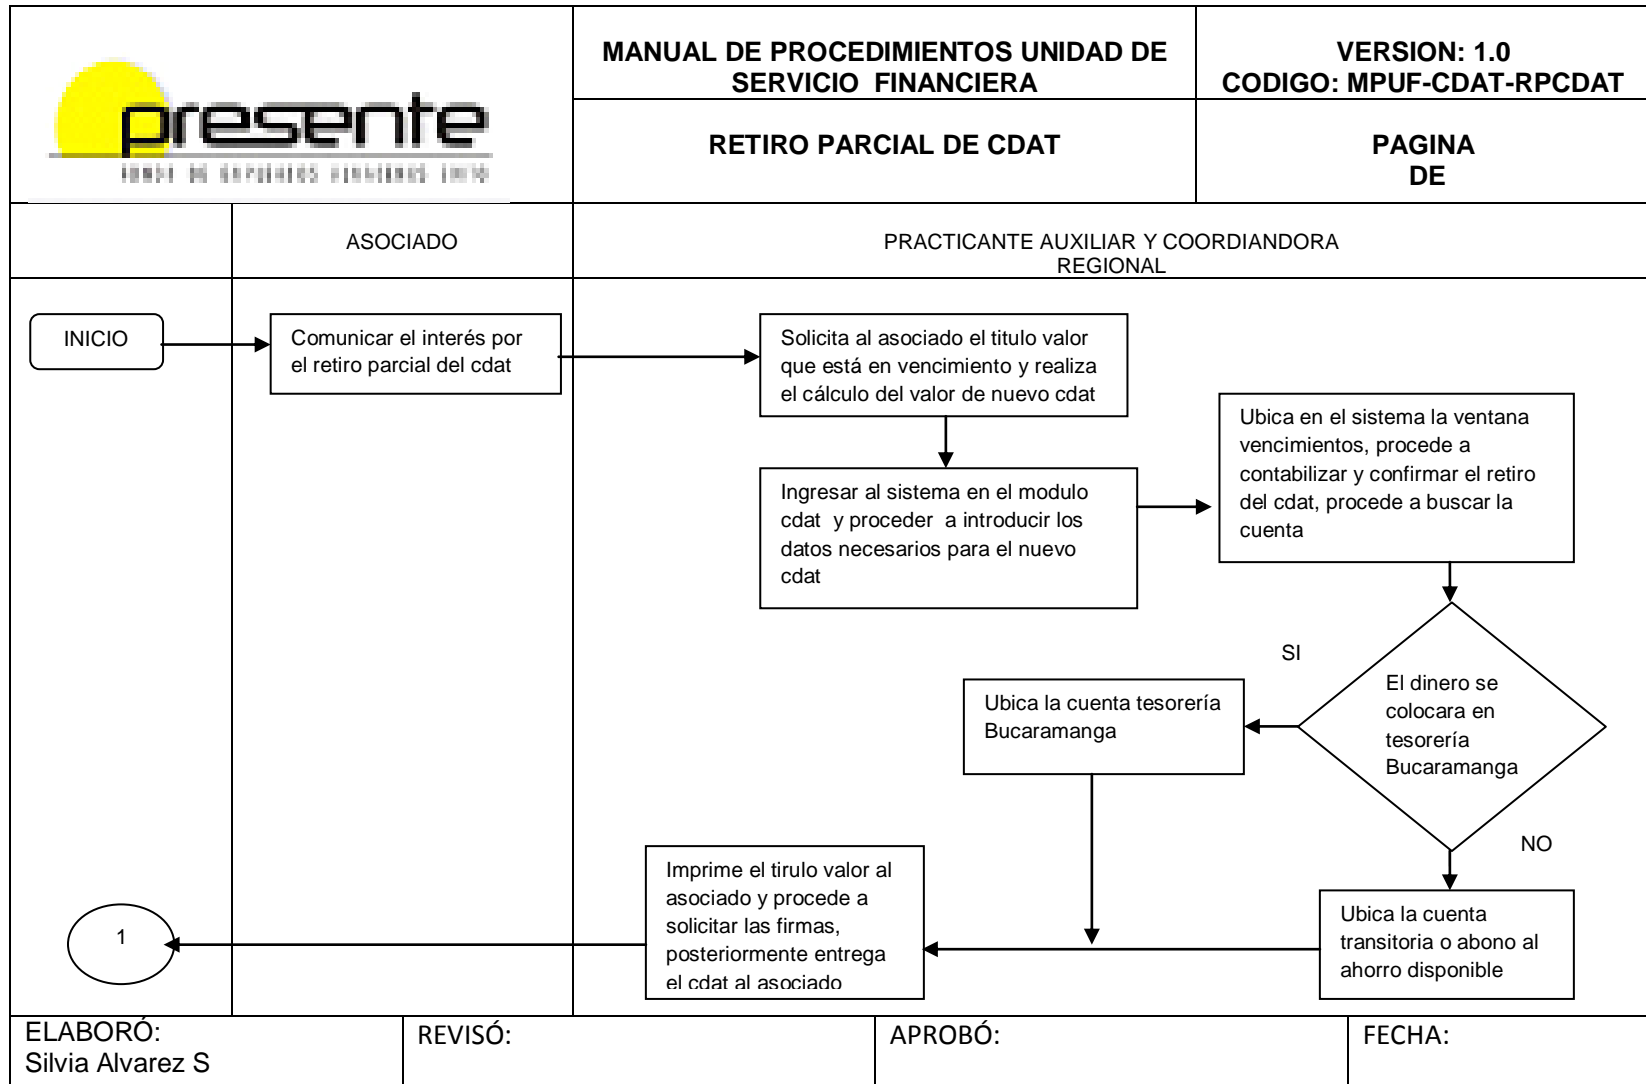 presente
MANUAL DE PROCEDIMIENTOS UNIDAD DE
SERVICIO FINANCIERA
VERSION: 1.0
CODIGO: MPUF-CDAT-RPCDAT
RETIRO PARCIAL DE CDAT
PAGINA
DE
ASOCIADO
PRACTICANTE AUXILIAR Y COORDIANDORA
REGIONAL
INICIO
Comunicar el interés por
el retiro parcial del cdat
Solicita al asociado el titulo valor
que está en vencimiento y realiza
el cálculo del valor de nuevo cdat
Ingresar al sistema en el modulo
cdat y proceder a introducir los
datos necesarios para el nuevo
cdat
Ubica en el sistema la ventana
vencimientos, procede a
contabilizar y confirmar el retiro
del cdat, procede a buscar la
cuenta
El dinero se
colocara en
tesorería
Bucaramanga
SI
Ubica la cuenta tesorería
Bucaramanga
NO
Ubica la cuenta
transitoria o abono al
ahorro disponible
Imprime el tirulo valor al
asociado y procede a
solicitar las firmas,
posteriormente entrega
el cdat al asociado
1
ELABORÓ:
Silvia Alvarez S
REVISÓ:
APROBÓ:
FECHA: